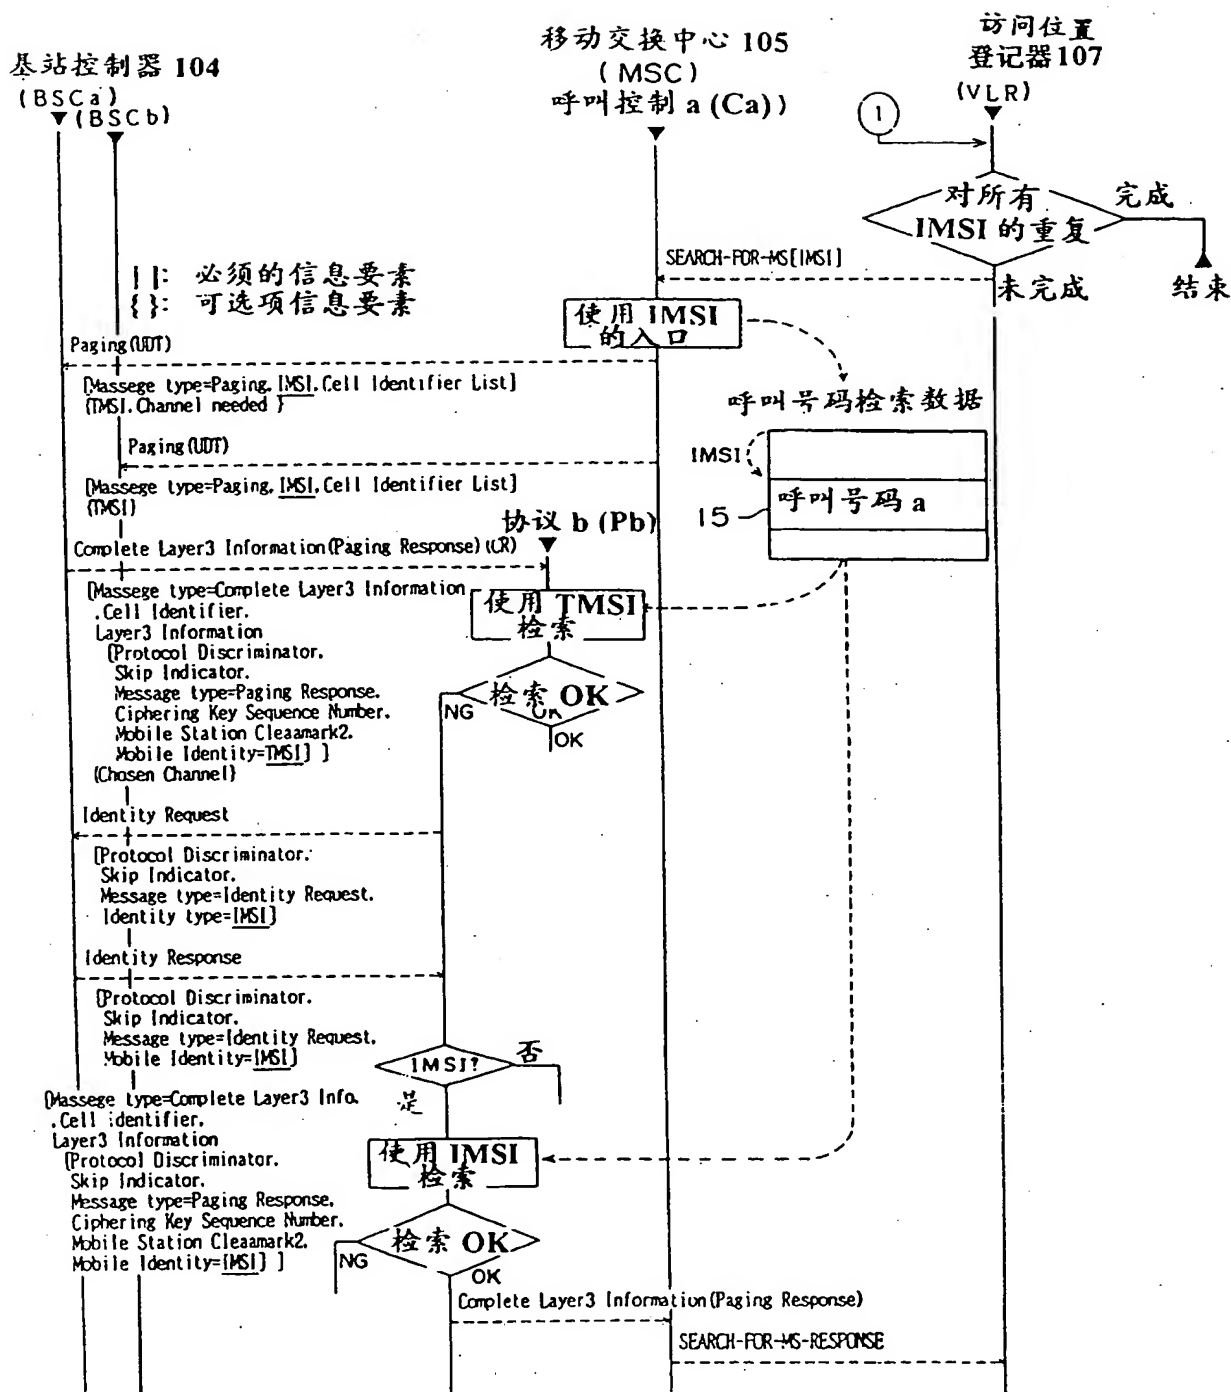 基站控制器 104
(BSCa)
(BSCb)
移动交换中心 105
(MSC)
呼叫控制 a (Ca))
访问位置
登记器107
(VLR)
1
对所有
IMSI 的重复
完成
结束
未完成
SEARCH-FOR-MS[IMSI]
[ ]: 必须的信息要素
{ }: 可选项信息要素
使用 IMSI
的入口
Paging(UDT)
[Massege type=Paging, IMSI, Cell Identifier List]
{TMSI, Channel needed }
呼叫号码检索数据
IMSI
呼叫号码 a
15
Paging(UDT)
[Massege type=Paging, IMSI, Cell Identifier List]
{TMSI}
协议 b (Pb)
Complete Layer3 Information(Paging Response) (CR)
[Massege type=Complete Layer3 Information
.Cell Identifier.
Layer3 Information
[Protocol Discriminator.
Skip Indicator.
Message type=Paging Response.
Ciphering Key Sequence Number.
Mobile Station Cleaamark2.
Mobile Identity=TMSI] ]
{Chosen Channel}
使用 TMSI
检索
检索 OK
NG
OK
OK
Identity Request
[Protocol Discriminator.
Skip Indicator.
Message type=Identity Request.
Identity type=IMSI]
Identity Response
[Protocol Discriminator.
Skip Indicator.
Message type=Identity Request.
Mobile Identity=IMSI]
IMSI?
否
是
[Massege type=Complete Layer3 Info.
.Cell identifier.
Layer3 Information
[Protocol Discriminator.
Skip Indicator.
Message type=Paging Response.
Ciphering Key Sequence Number.
Mobile Station Cleaamark2.
Mobile Identity=IMSI] ]
使用 IMSI
检索
检索 OK
NG
OK
Complete Layer3 Information(Paging Response)
SEARCH-FOR-MS-RESPONSE